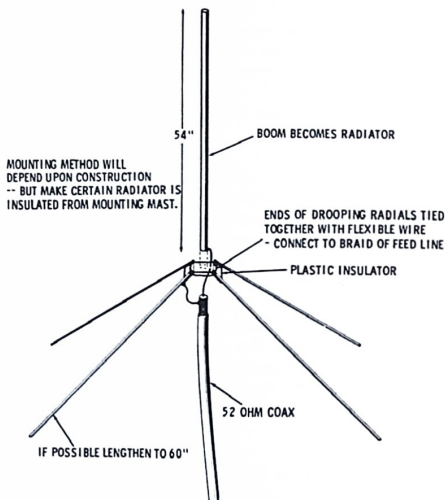 54"
BOOM BECOMES RADIATOR
MOUNTING METHOD WILL
DEPEND UPON CONSTRUCTION
-- BUT MAKE CERTAIN RADIATOR IS
INSULATED FROM MOUNTING MAST.
ENDS OF DROOPING RADIALS TIED
TOGETHER WITH FLEXIBLE WIRE
- CONNECT TO BRAID OF FEED LINE
PLASTIC INSULATOR
52 OHM COAX
IF POSSIBLE LENGTHEN TO 60"